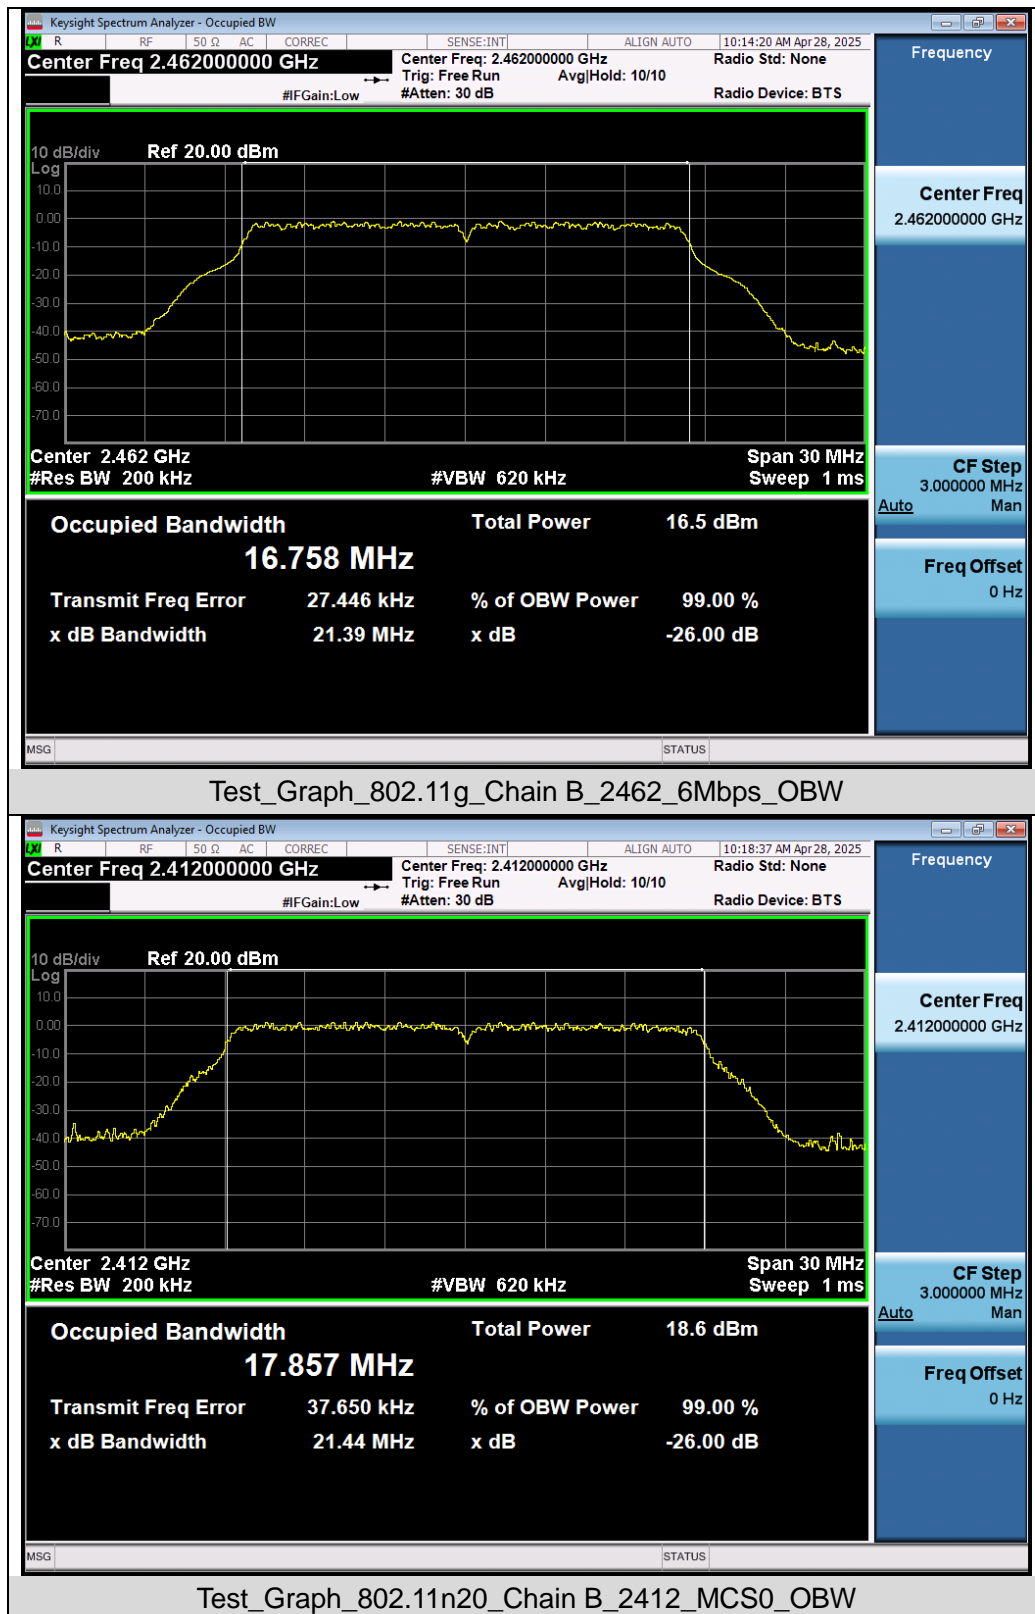 Keysight Spectrum Analyzer - Occupied BW
LXI R RF 50 Ω AC CORREC SENSE:INT ALIGN AUTO 10:14:20 AM Apr 28, 2025
Center Freq 2.462000000 GHz
#IFGain:Low
Center Freq: 2.462000000 GHz
Trig: Free Run Avg|Hold: 10/10
#Atten: 30 dB
Radio Std: None
Radio Device: BTS
10 dB/div Ref 20.00 dBm
Log
10.0
0.00
-10.0
-20.0
-30.0
-40.0
-50.0
-60.0
-70.0
Center 2.462 GHz Span 30 MHz
#Res BW 200 kHz #VBW 620 kHz Sweep 1 ms
Occupied Bandwidth Total Power 16.5 dBm
16.758 MHz
Transmit Freq Error 27.446 kHz % of OBW Power 99.00 %
x dB Bandwidth 21.39 MHz x dB -26.00 dB
MSG STATUS
Frequency
Center Freq
2.462000000 GHz
CF Step
3.000000 MHz
Auto Man
Freq Offset
0 Hz
Test_Graph_802.11g_Chain B_2462_6Mbps_OBW
Keysight Spectrum Analyzer - Occupied BW
LXI R RF 50 Ω AC CORREC SENSE:INT ALIGN AUTO 10:18:37 AM Apr 28, 2025
Center Freq 2.412000000 GHz
#IFGain:Low
Center Freq: 2.412000000 GHz
Trig: Free Run Avg|Hold: 10/10
#Atten: 30 dB
Radio Std: None
Radio Device: BTS
10 dB/div Ref 20.00 dBm
Log
10.0
0.00
-10.0
-20.0
-30.0
-40.0
-50.0
-60.0
-70.0
Center 2.412 GHz Span 30 MHz
#Res BW 200 kHz #VBW 620 kHz Sweep 1 ms
Occupied Bandwidth Total Power 18.6 dBm
17.857 MHz
Transmit Freq Error 37.650 kHz % of OBW Power 99.00 %
x dB Bandwidth 21.44 MHz x dB -26.00 dB
MSG STATUS
Frequency
Center Freq
2.412000000 GHz
CF Step
3.000000 MHz
Auto Man
Freq Offset
0 Hz
Test_Graph_802.11n20_Chain B_2412_MCS0_OBW